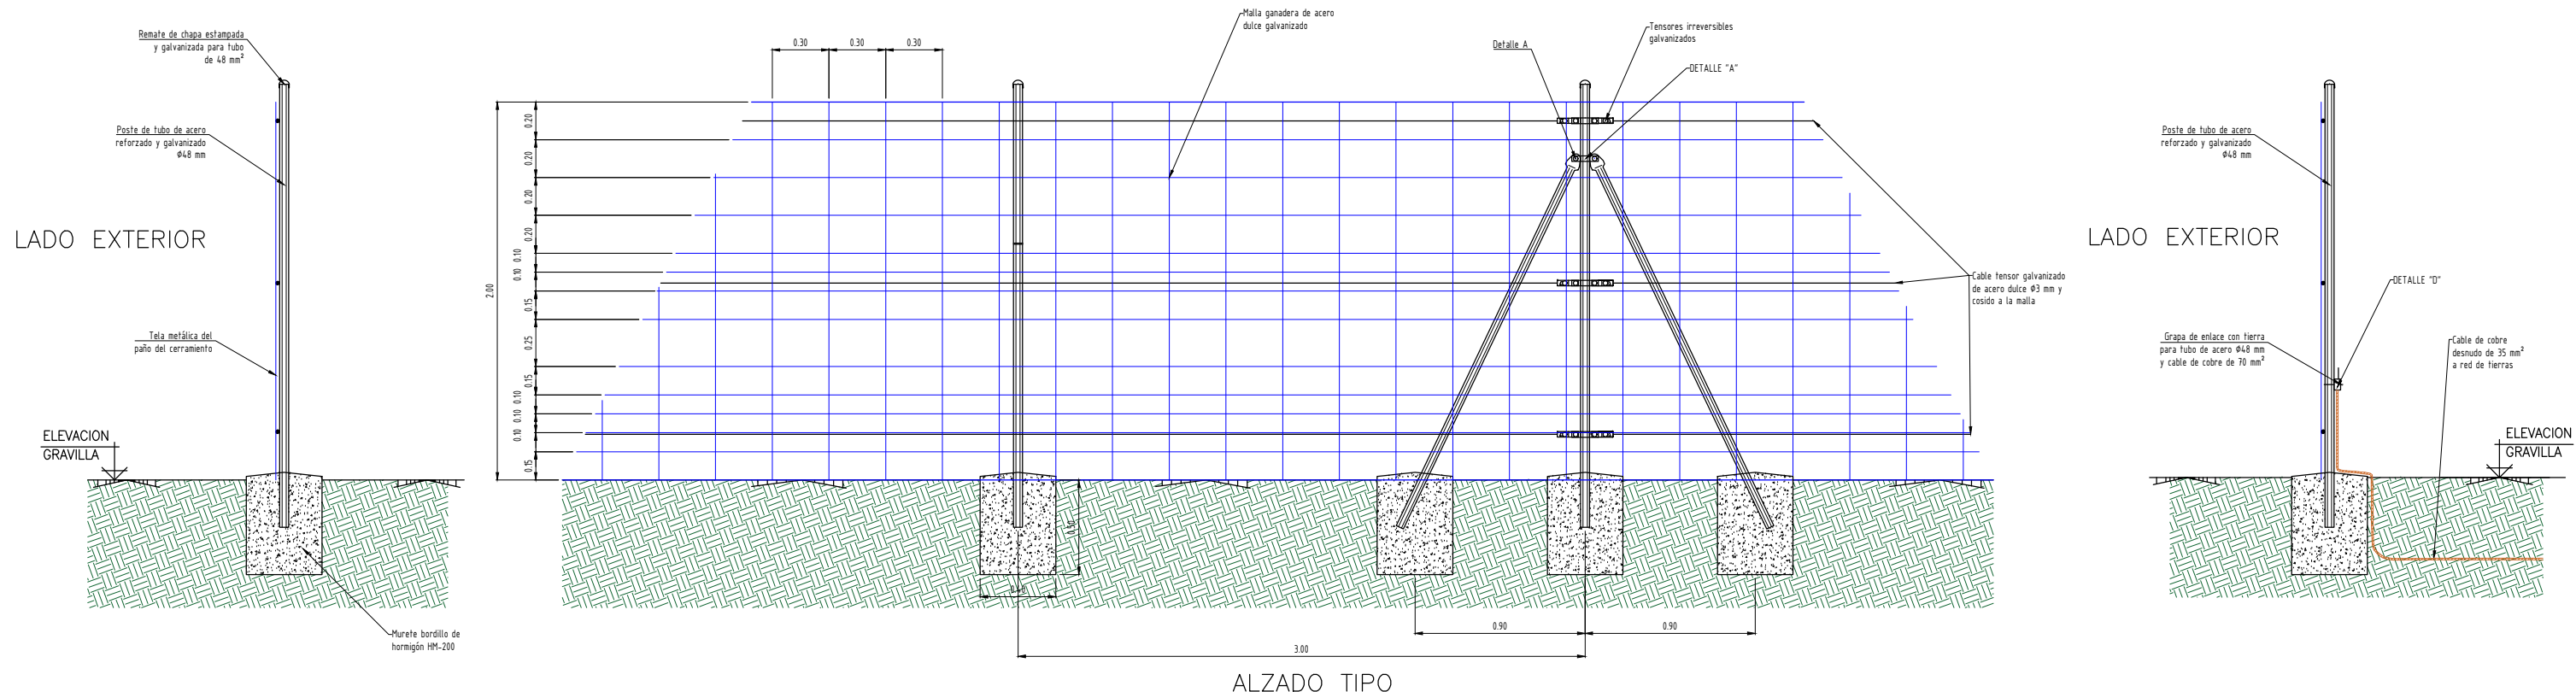 Remate de chapa estampada
y galvanizada para tubo
de 48 mm²
Poste de tubo de acero
reforzado y galvanizado
Φ48 mm
LADO EXTERIOR
Tela metálica del
paño del cerramiento
ELEVACION
GRAVILLA
Murete bordillo de
hormigón HM-200
0.30
0.30
0.30
Malla ganadera de acero
dulce galvanizado
Detalle A
Tensores irreversibles
galvanizados
DETALLE "A"
2.00
0.20
0.20
0.20
0.20
0.10
0.10
0.15
0.25
0.15
0.10
0.10
0.10
0.15
Cable tensor galvanizado
de acero dulce Φ3 mm y
cosido a la malla
0.50
0.40
0.90
0.90
3.00
ALZADO TIPO
Poste de tubo de acero
reforzado y galvanizado
Φ48 mm
LADO EXTERIOR
DETALLE "D"
Grapa de enlace con tierra
para tubo de acero Φ48 mm
y cable de cobre de 70 mm²
Cable de cobre
desnudo de 35 mm²
a red de tierras
ELEVACION
GRAVILLA